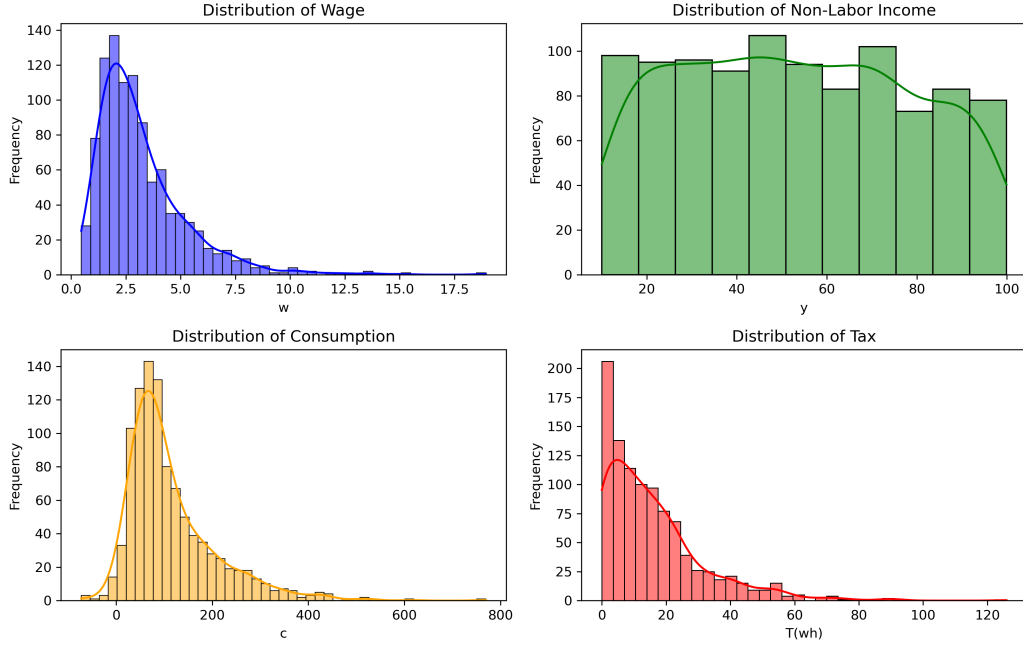 Distribution of Wage
Frequency
140
120
100
80
60
40
20
0
0.0 2.5 5.0 7.5 10.0 12.5 15.0 17.5
w
Distribution of Non-Labor Income
Frequency
100
80
60
40
20
0
20 40 60 80 100
y
Distribution of Consumption
Frequency
140
120
100
80
60
40
20
0
0 200 400 600 800
c
Distribution of Tax
Frequency
200
175
150
125
100
75
50
25
0
0 20 40 60 80 100 120
T(wh)